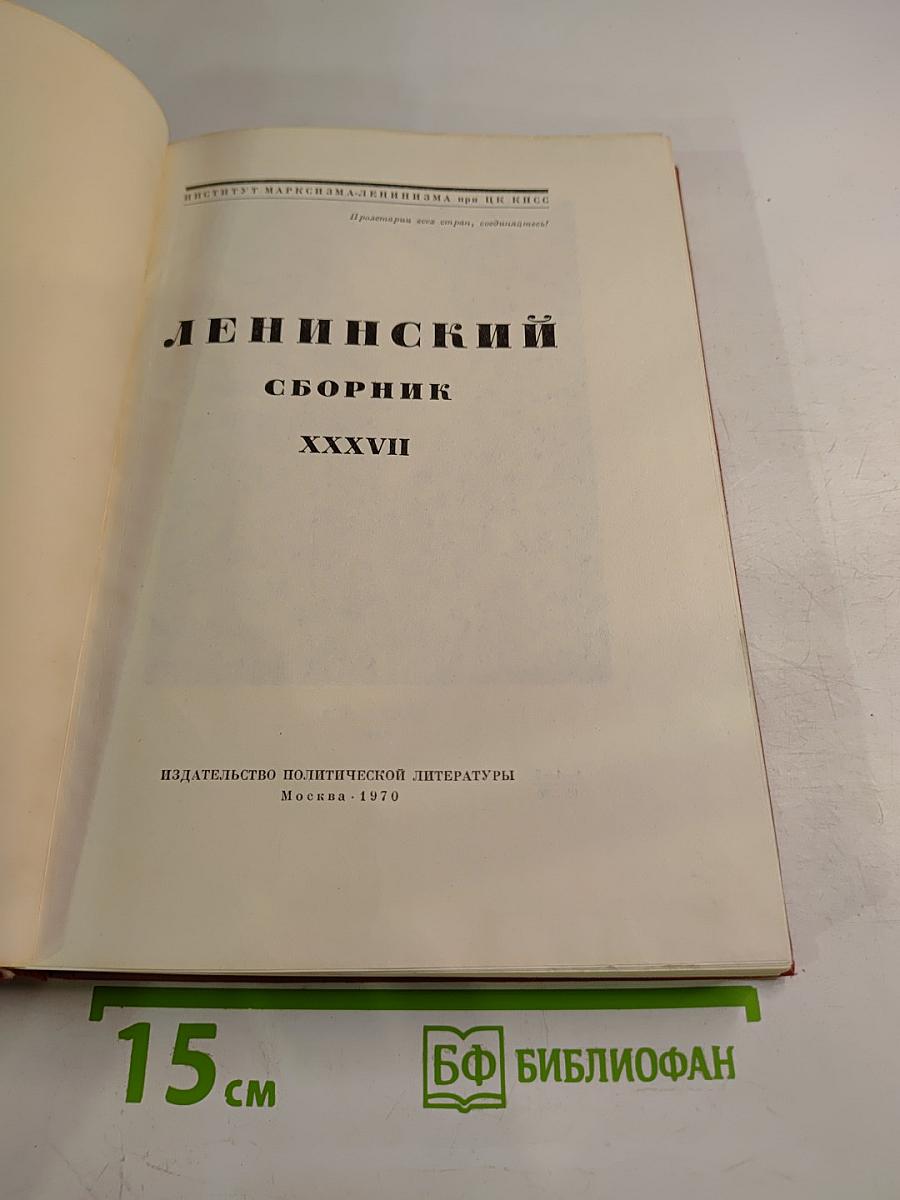 ИНСТИТУТ МАРКСИЗМА-ЛЕНИНИЗМА при ЦК КПСС
Пролетарии всех стран, соединяйтесь!
ЛЕНИНСКИЙ
СБОРНИК
XXXVII
ИЗДАТЕЛЬСТВО ПОЛИТИЧЕСКОЙ ЛИТЕРАТУРЫ
Москва · 1970
15 см
БФ БИБЛИОФАН